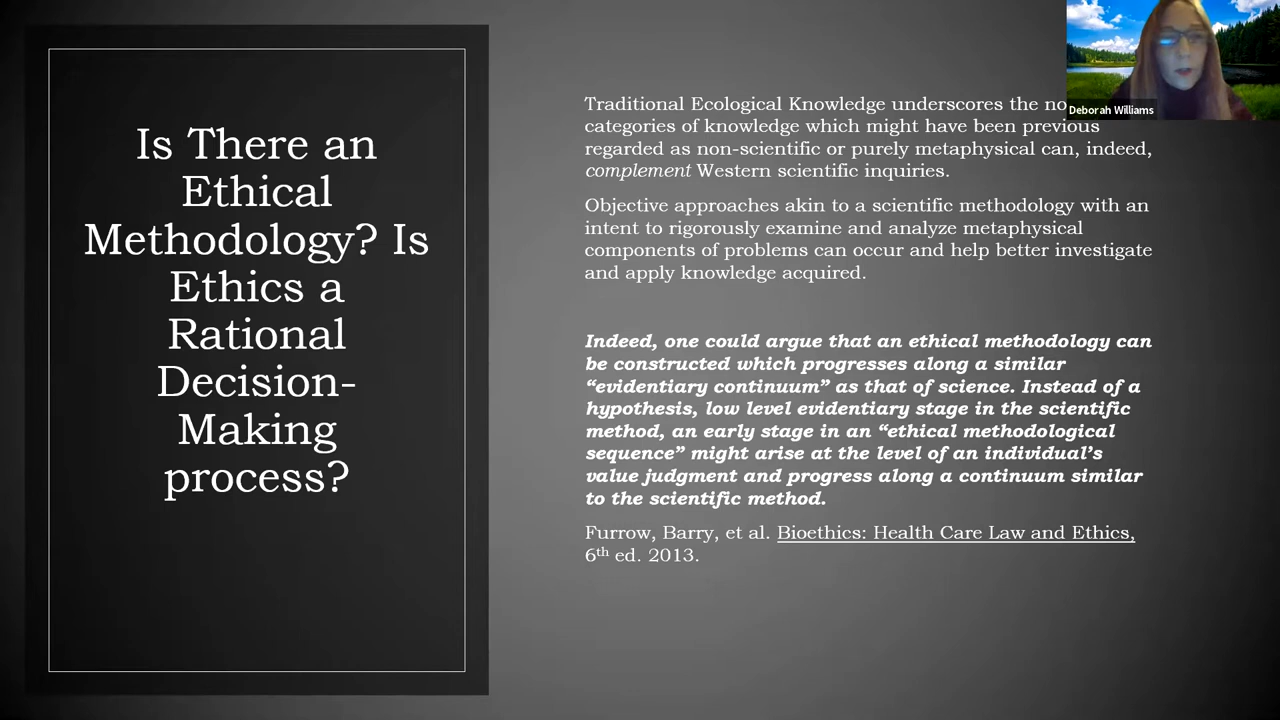 Is There an
Ethical
Methodology? Is
Ethics a
Rational
Decision-
Making
process?
Traditional Ecological Knowledge underscores the
categories of knowledge which might have been previous
regarded as non-scientific or purely metaphysical can, indeed,
complement Western scientific inquiries.
Objective approaches akin to a scientific methodology with an
intent to rigorously examine and analyze metaphysical
components of problems can occur and help better investigate
and apply knowledge acquired.
Indeed, one could argue that an ethical methodology can
be constructed which progresses along a similar
“evidentiary continuum” as that of science. Instead of a
hypothesis, low level evidentiary stage in the scientific
method, an early stage in an “ethical methodological
sequence” might arise at the level of an individual’s
value judgment and progress along a continuum similar
to the scientific method.
Furrow, Barry, et al. Bioethics: Health Care Law and Ethics,
6th ed. 2013.
Deborah Williams